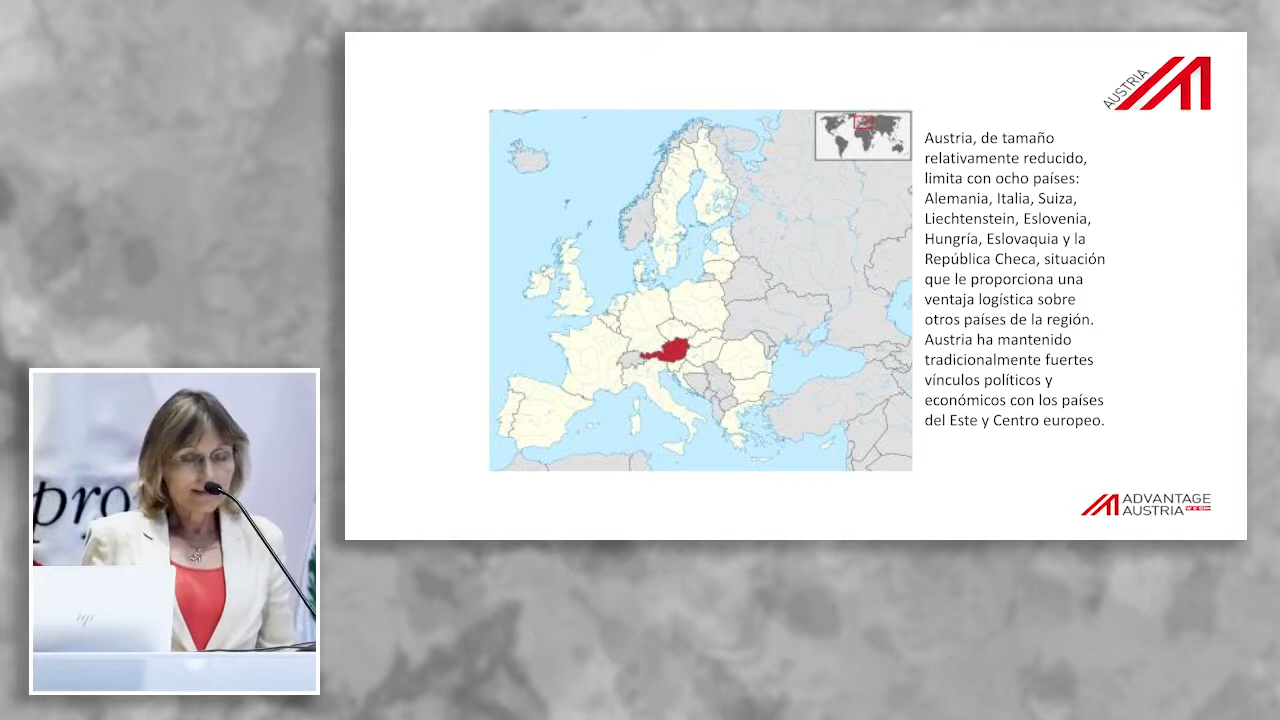 AUSTRIA
Austria, de tamaño
relativamente reducido,
limita con ocho países:
Alemania, Italia, Suiza,
Liechtenstein, Eslovenia,
Hungría, Eslovaquia y la
República Checa, situación
que le proporciona una
ventaja logística sobre
otros países de la región.
Austria ha mantenido
tradicionalmente fuertes
vínculos políticos y
económicos con los países
del Este y Centro europeo.
ADVANTAGE
AUSTRIA WKO
pro
hp